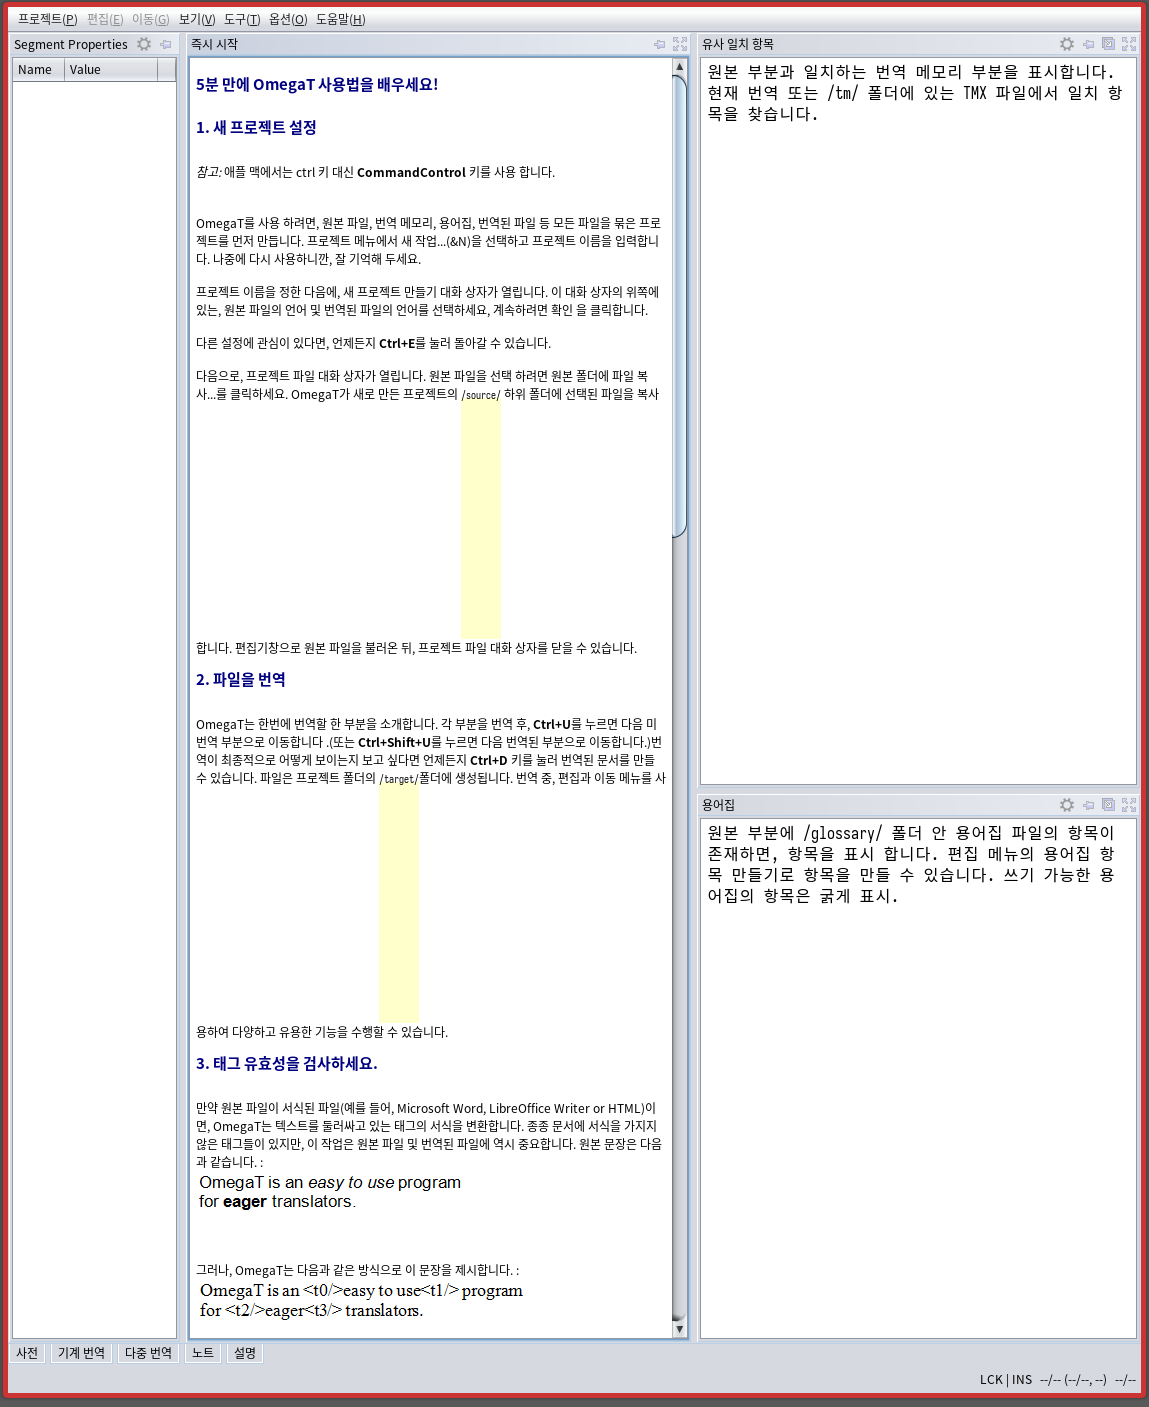 프로젝트(P) 편집(E) 이동(G) 보기(V) 도구(T) 옵션(O) 도움말(H)
Segment Properties
Name Value
즉시 시작
5분 만에 OmegaT 사용법을 배우세요!
1. 새 프로젝트 설정
참고: 애플 맥에서는 ctrl 키 대신 CommandControl 키를 사용 합니다.
OmegaT를 사용 하려면, 원본 파일, 번역 메모리, 용어집, 번역된 파일 등 모든 파일을 묶은 프로
젝트를 먼저 만듭니다. 프로젝트 메뉴에서 새 작업...(&N)을 선택하고 프로젝트 이름을 입력합니
다. 나중에 다시 사용하니깐, 잘 기억해 두세요.
프로젝트 이름을 정한 다음에, 새 프로젝트 만들기 대화 상자가 열립니다. 이 대화 상자의 위쪽에
있는, 원본 파일의 언어 및 번역된 파일의 언어를 선택하세요, 계속하려면 확인 을 클릭합니다.
다른 설정에 관심이 있다면, 언제든지 Ctrl+E를 눌러 돌아갈 수 있습니다.
다음으로, 프로젝트 파일 대화 상자가 열립니다. 원본 파일을 선택 하려면 원본 폴더에 파일 복
사...를 클릭하세요. OmegaT가 새로 만든 프로젝트의 /source/ 하위 폴더에 선택된 파일을 복사
합니다. 편집기창으로 원본 파일을 불러온 뒤, 프로젝트 파일 대화 상자를 닫을 수 있습니다.
2. 파일을 번역
OmegaT는 한번에 번역할 한 부분을 소개합니다. 각 부분을 번역 후, Ctrl+U를 누르면 다음 미
번역 부분으로 이동합니다 .(또는 Ctrl+Shift+U를 누르면 다음 번역된 부분으로 이동합니다.)번
역이 최종적으로 어떻게 보이는지 보고 싶다면 언제든지 Ctrl+D 키를 눌러 번역된 문서를 만들
수 있습니다. 파일은 프로젝트 폴더의 /target/폴더에 생성됩니다. 번역 중, 편집과 이동 메뉴를 사
용하여 다양하고 유용한 기능을 수행할 수 있습니다.
3. 태그 유효성을 검사하세요.
만약 원본 파일이 서식된 파일(예를 들어, Microsoft Word, LibreOffice Writer or HTML)이
면, OmegaT는 텍스트를 둘러싸고 있는 태그의 서식을 변환합니다. 종종 문서에 서식을 가지지
않은 태그들이 있지만, 이 작업은 원본 파일 및 번역된 파일에 역시 중요합니다. 원본 문장은 다음
과 같습니다. :
OmegaT is an easy to use program
for eager translators.
그러나, OmegaT는 다음과 같은 방식으로 이 문장을 제시합니다. :
OmegaT is an <t0/>easy to use<t1/> program
for <t2/>eager<t3/> translators.
유사 일치 항목
원본 부분과 일치하는 번역 메모리 부분을 표시합니다.
현재 번역 또는 /tm/ 폴더에 있는 TMX 파일에서 일치 항
목을 찾습니다.
용어집
원본 부분에 /glossary/ 폴더 안 용어집 파일의 항목이
존재하면, 항목을 표시 합니다. 편집 메뉴의 용어집 항
목 만들기로 항목을 만들 수 있습니다. 쓰기 가능한 용
어집의 항목은 굵게 표시.
사전 기계 번역 다중 번역 노트 설명
LCK | INS --/-- (--/--, --) --/--